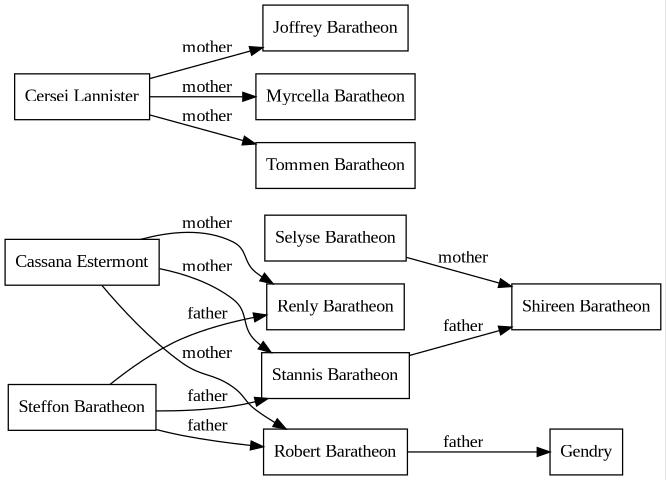 Joffrey Baratheon
mother
Cersei Lannister
mother
Myrcella Baratheon
mother
Tommen Baratheon
mother
Selyse Baratheon
mother
Cassana Estermont
mother
Renly Baratheon
Shireen Baratheon
father
father
mother
Stannis Baratheon
Steffon Baratheon
father
father
Robert Baratheon
father
Gendry